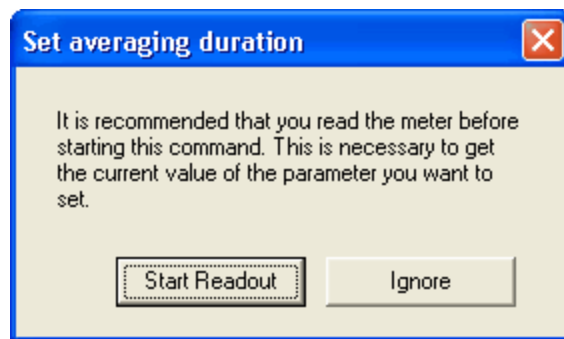 Set averaging duration
It is recommended that you read the meter before
starting this command. This is necessary to get
the current value of the parameter you want to
set.
Start Readout
Ignore